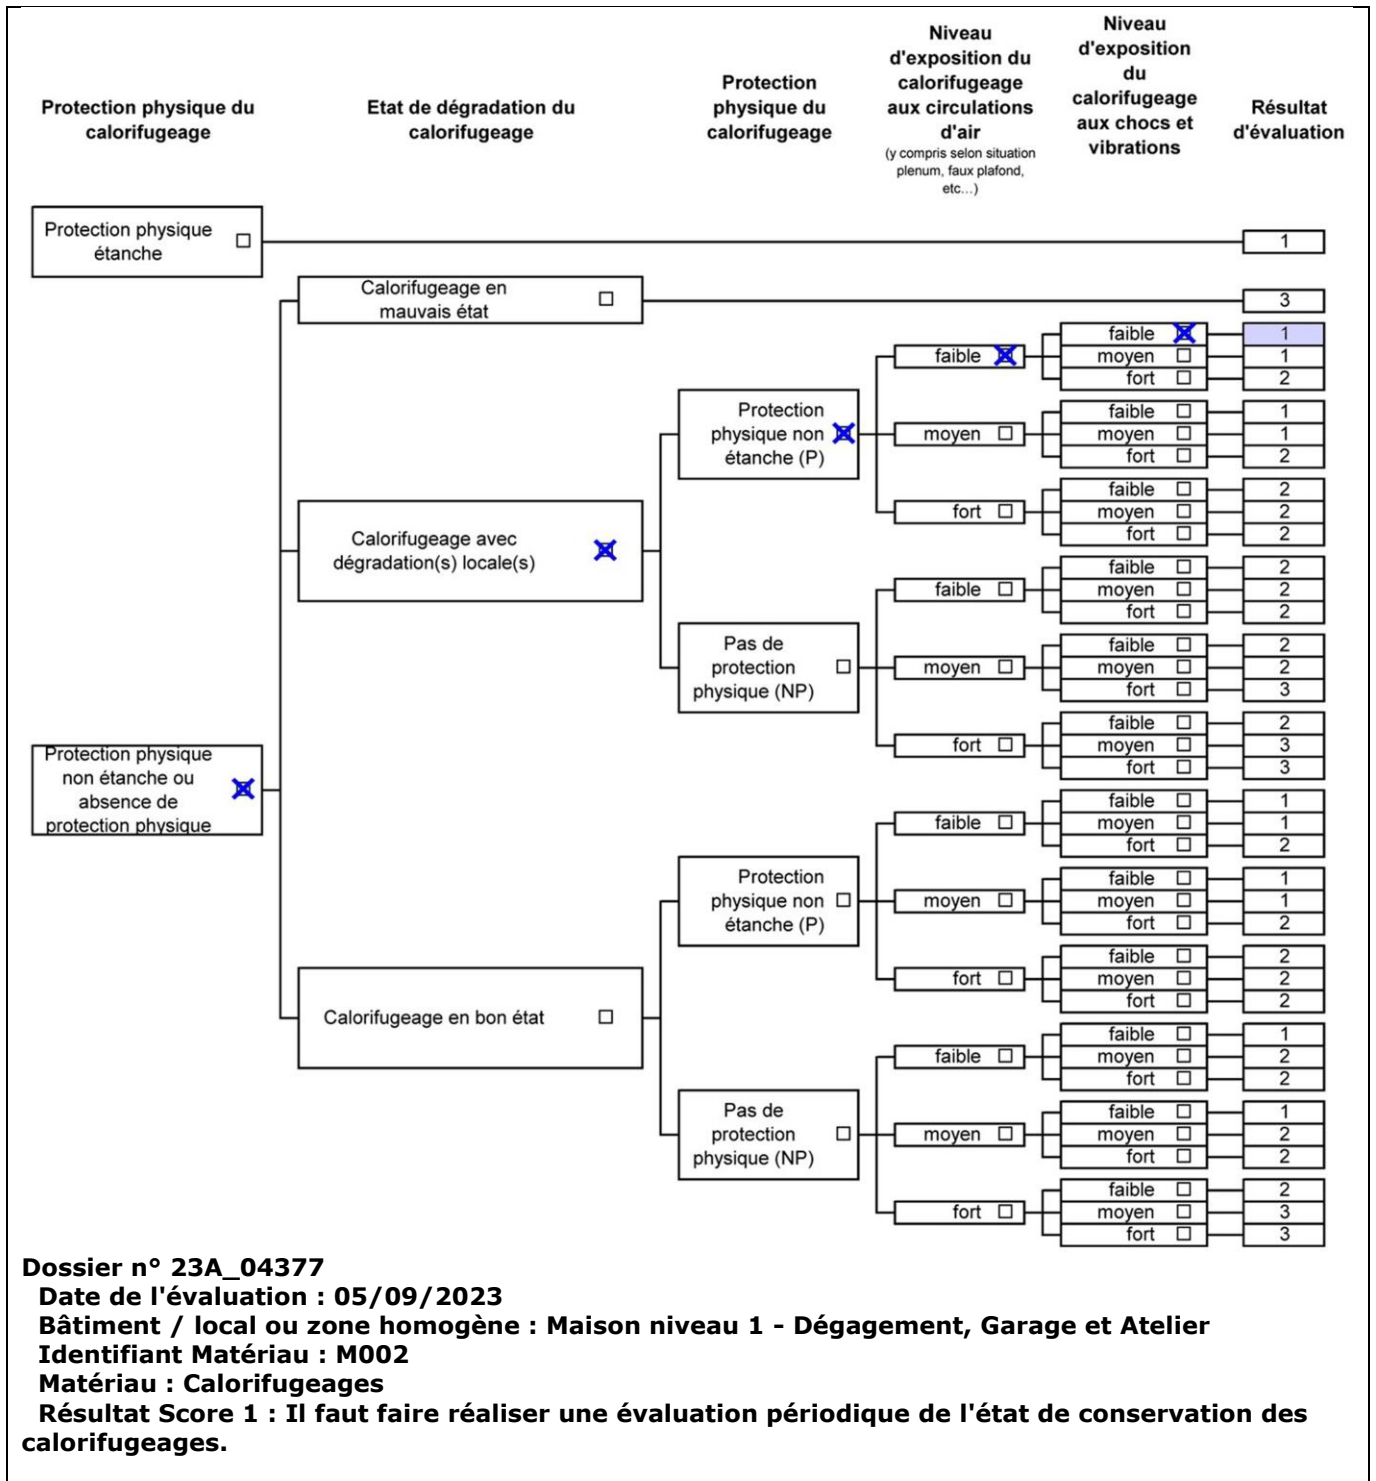 Protection physique du
calorifugeage
Etat de dégradation du
calorifugeage
Protection
physique du
calorifugeage
Niveau
d'exposition du
calorifugeage
aux circulations
d'air
(y compris selon situation
plenum, faux plafond,
etc...)
Niveau
d'exposition
du
calorifugeage
aux chocs et
vibrations
Résultat
d'évaluation
Protection physique
étanche
1
Calorifugeage en
mauvais état
3
Protection physique
non étanche ou
absence de
protection physique
Calorifugeage avec
dégradation(s) locale(s)
Protection
physique non
étanche (P)
faible
faible 1
moyen 1
fort 2
moyen
faible 1
moyen 1
fort 2
fort
faible 2
moyen 2
fort 2
Pas de
protection
physique (NP)
faible
faible 2
moyen 2
fort 2
moyen
faible 2
moyen 2
fort 3
fort
faible 2
moyen 3
fort 3
Calorifugeage en bon état
Protection
physique non
étanche (P)
faible
faible 1
moyen 1
fort 2
moyen
faible 1
moyen 1
fort 2
fort
faible 2
moyen 2
fort 2
Pas de
protection
physique (NP)
faible
faible 1
moyen 2
fort 2
moyen
faible 1
moyen 2
fort 2
fort
faible 2
moyen 3
fort 3
Dossier n° 23A_04377
Date de l'évaluation : 05/09/2023
Bâtiment / local ou zone homogène : Maison niveau 1 - Dégagement, Garage et Atelier
Identifiant Matériau : M002
Matériau : Calorifugeages
Résultat Score 1 : Il faut faire réaliser une évaluation périodique de l'état de conservation des
calorifugeages.